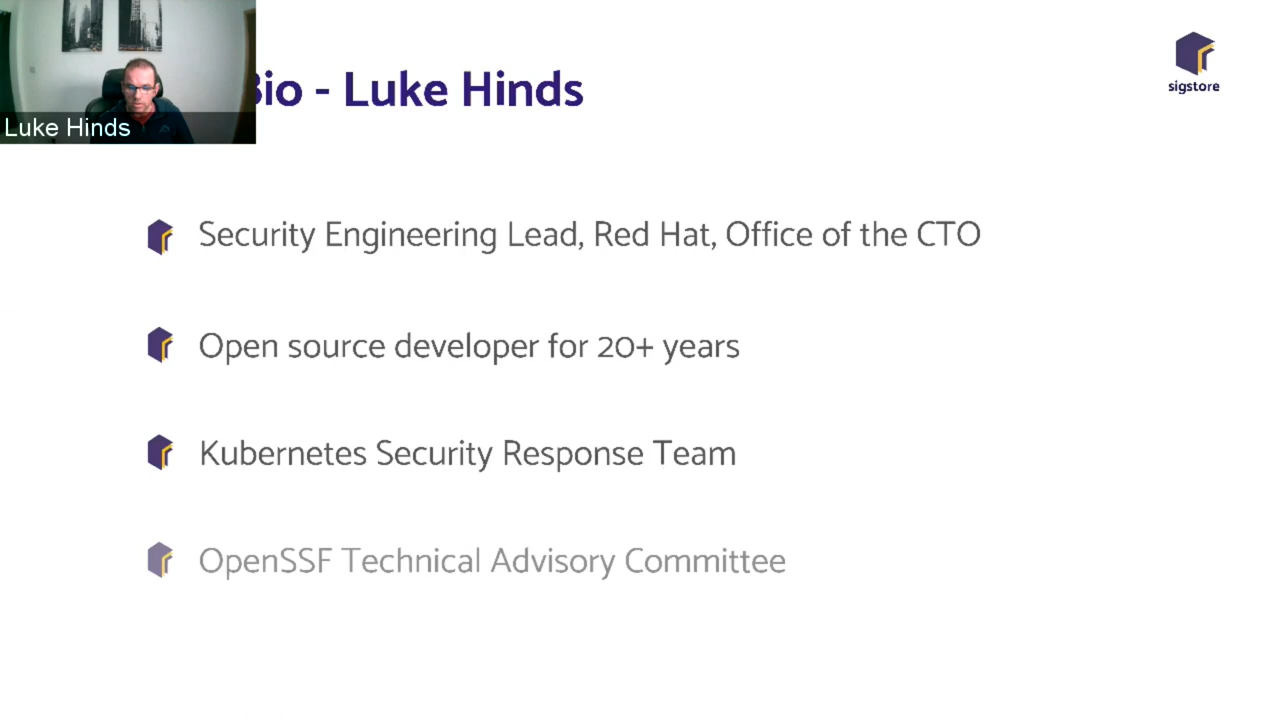 Bio - Luke Hinds
sigstore
Luke Hinds
Security Engineering Lead, Red Hat, Office of the CTO
Open source developer for 20+ years
Kubernetes Security Response Team
OpenSSF Technical Advisory Committee